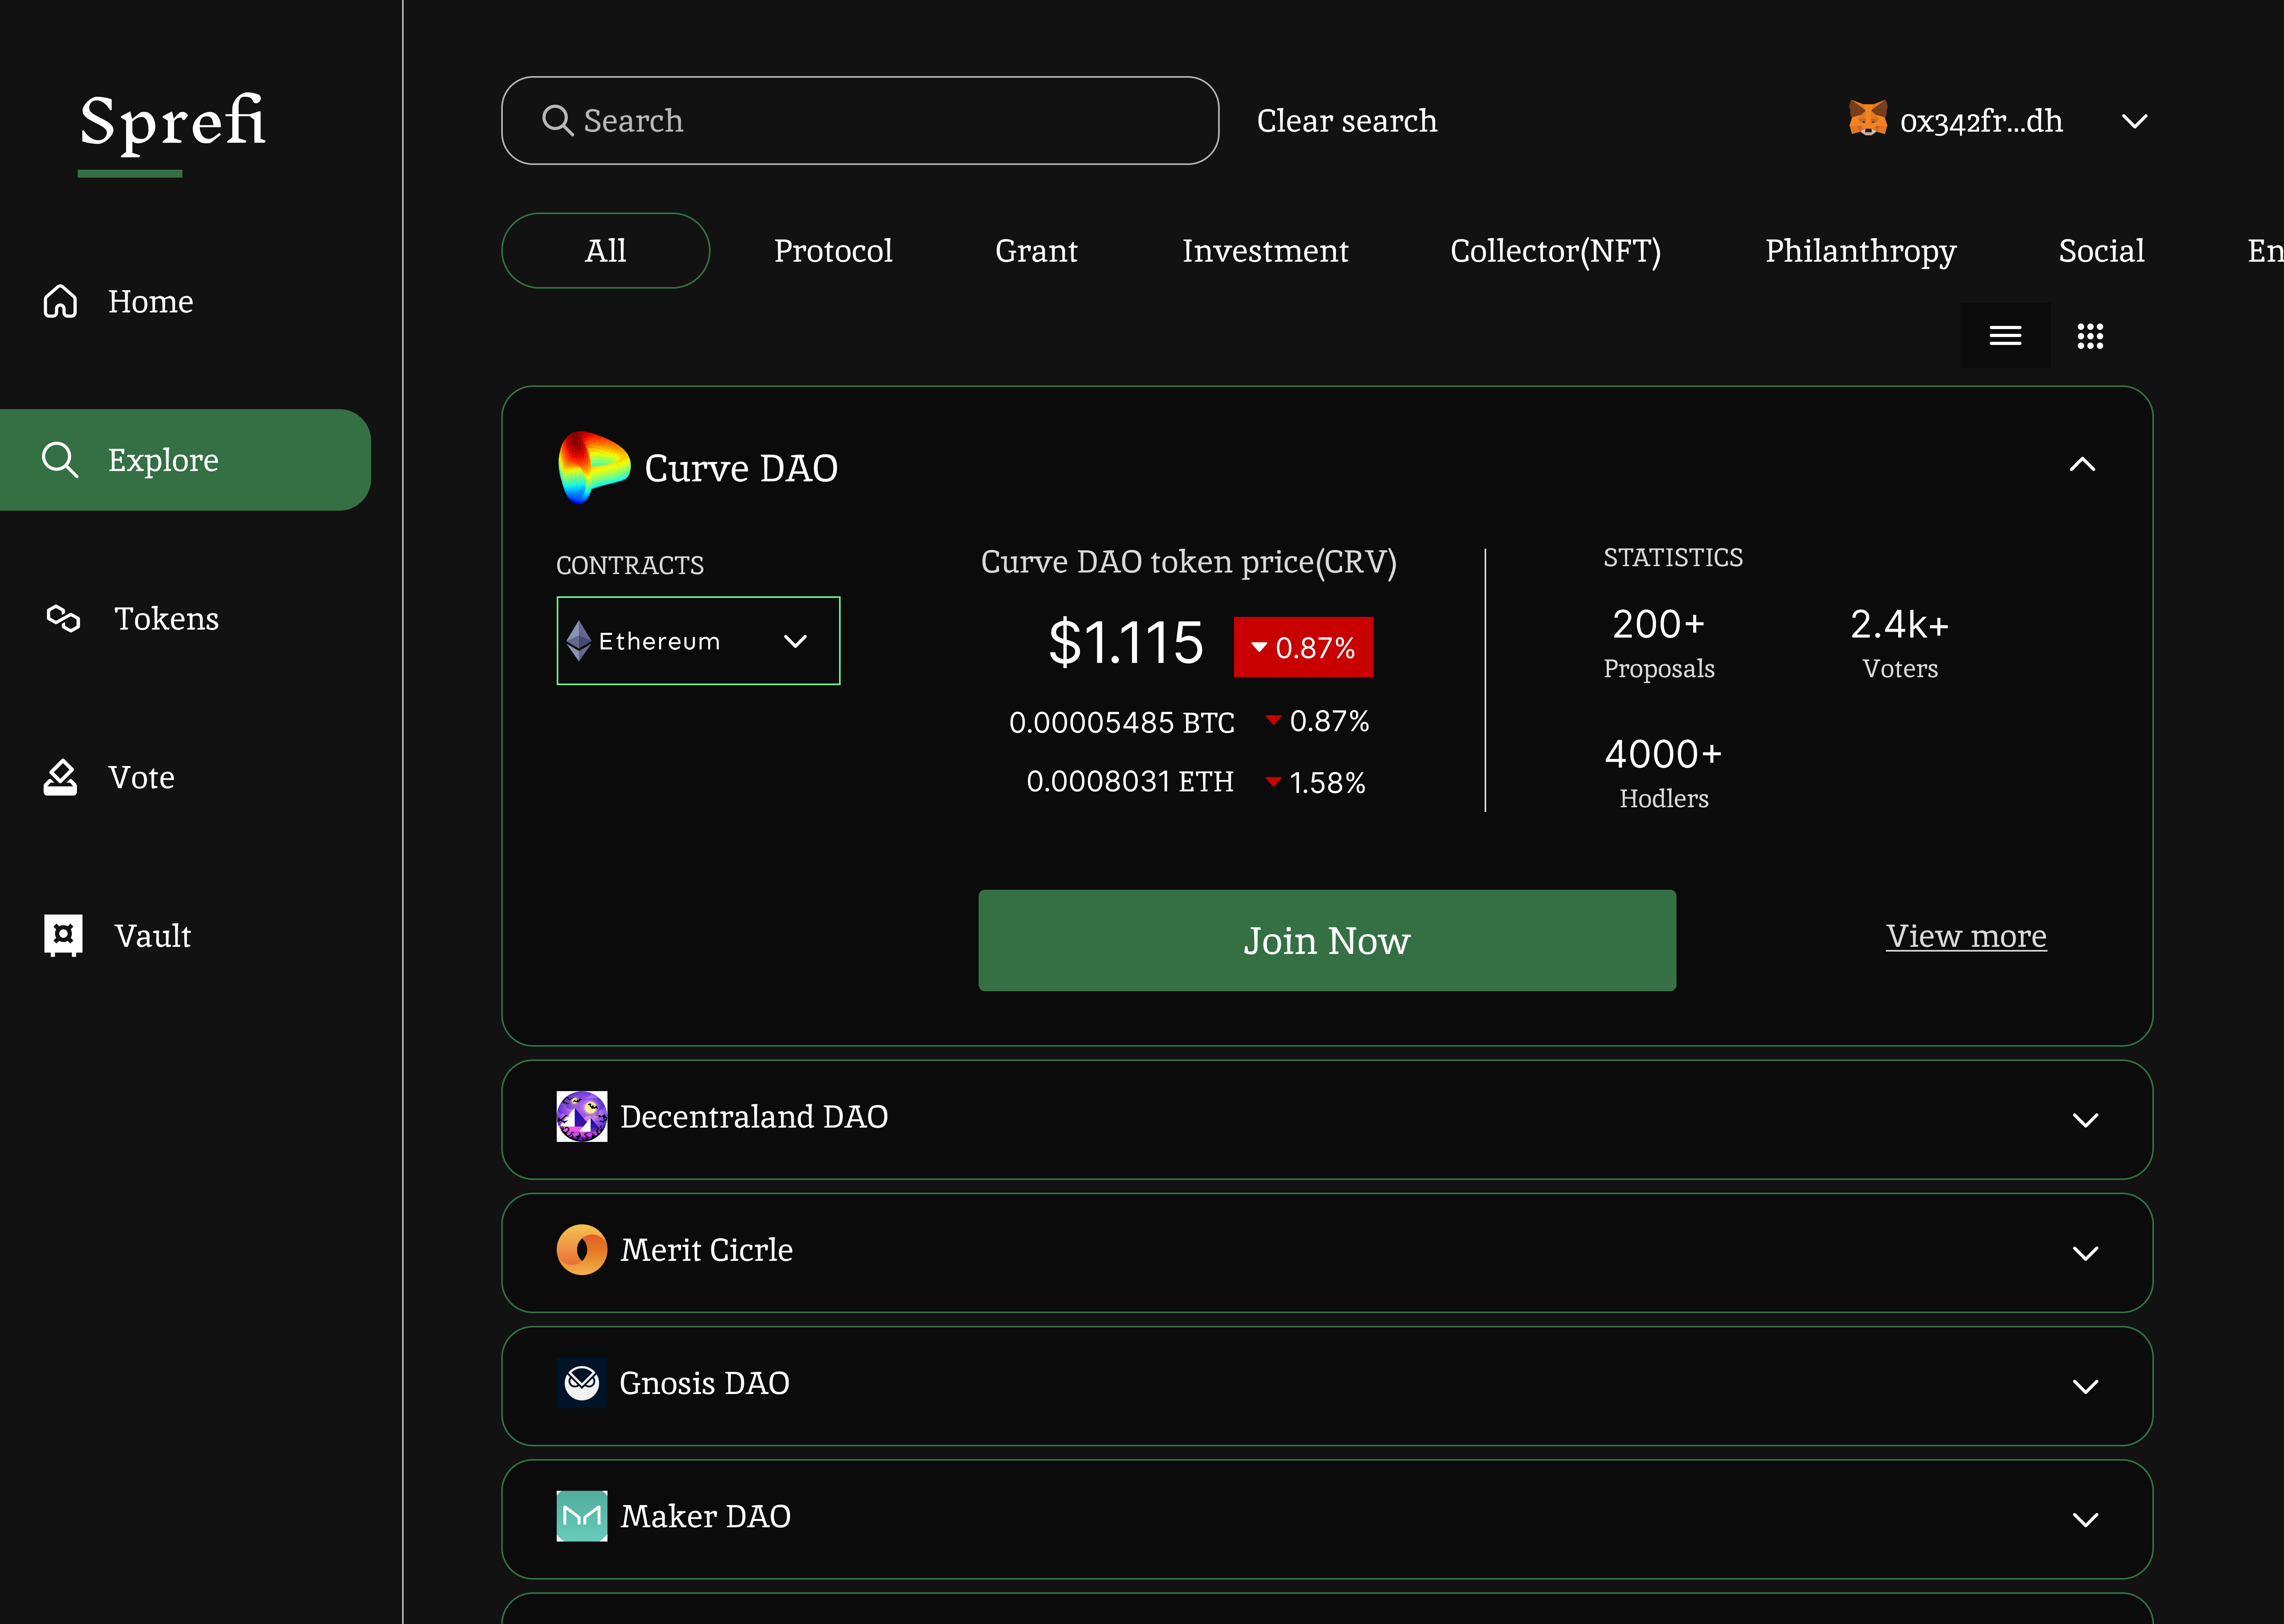 Sprefi
Search
Clear search
0x342fr...dh
All Protocol Grant Investment Collector(NFT) Philanthropy Social En
Home
Explore
Tokens
Vote
Vault
Curve DAO
CONTRACTS
Ethereum
Curve DAO token price(CRV)
$1.115 0.87%
0.00005485 BTC 0.87%
0.0008031 ETH 1.58%
STATISTICS
200+ 2.4k+
Proposals Voters
4000+
Hodlers
Join Now
View more
Decentraland DAO
Merit Cicrle
Gnosis DAO
Maker DAO